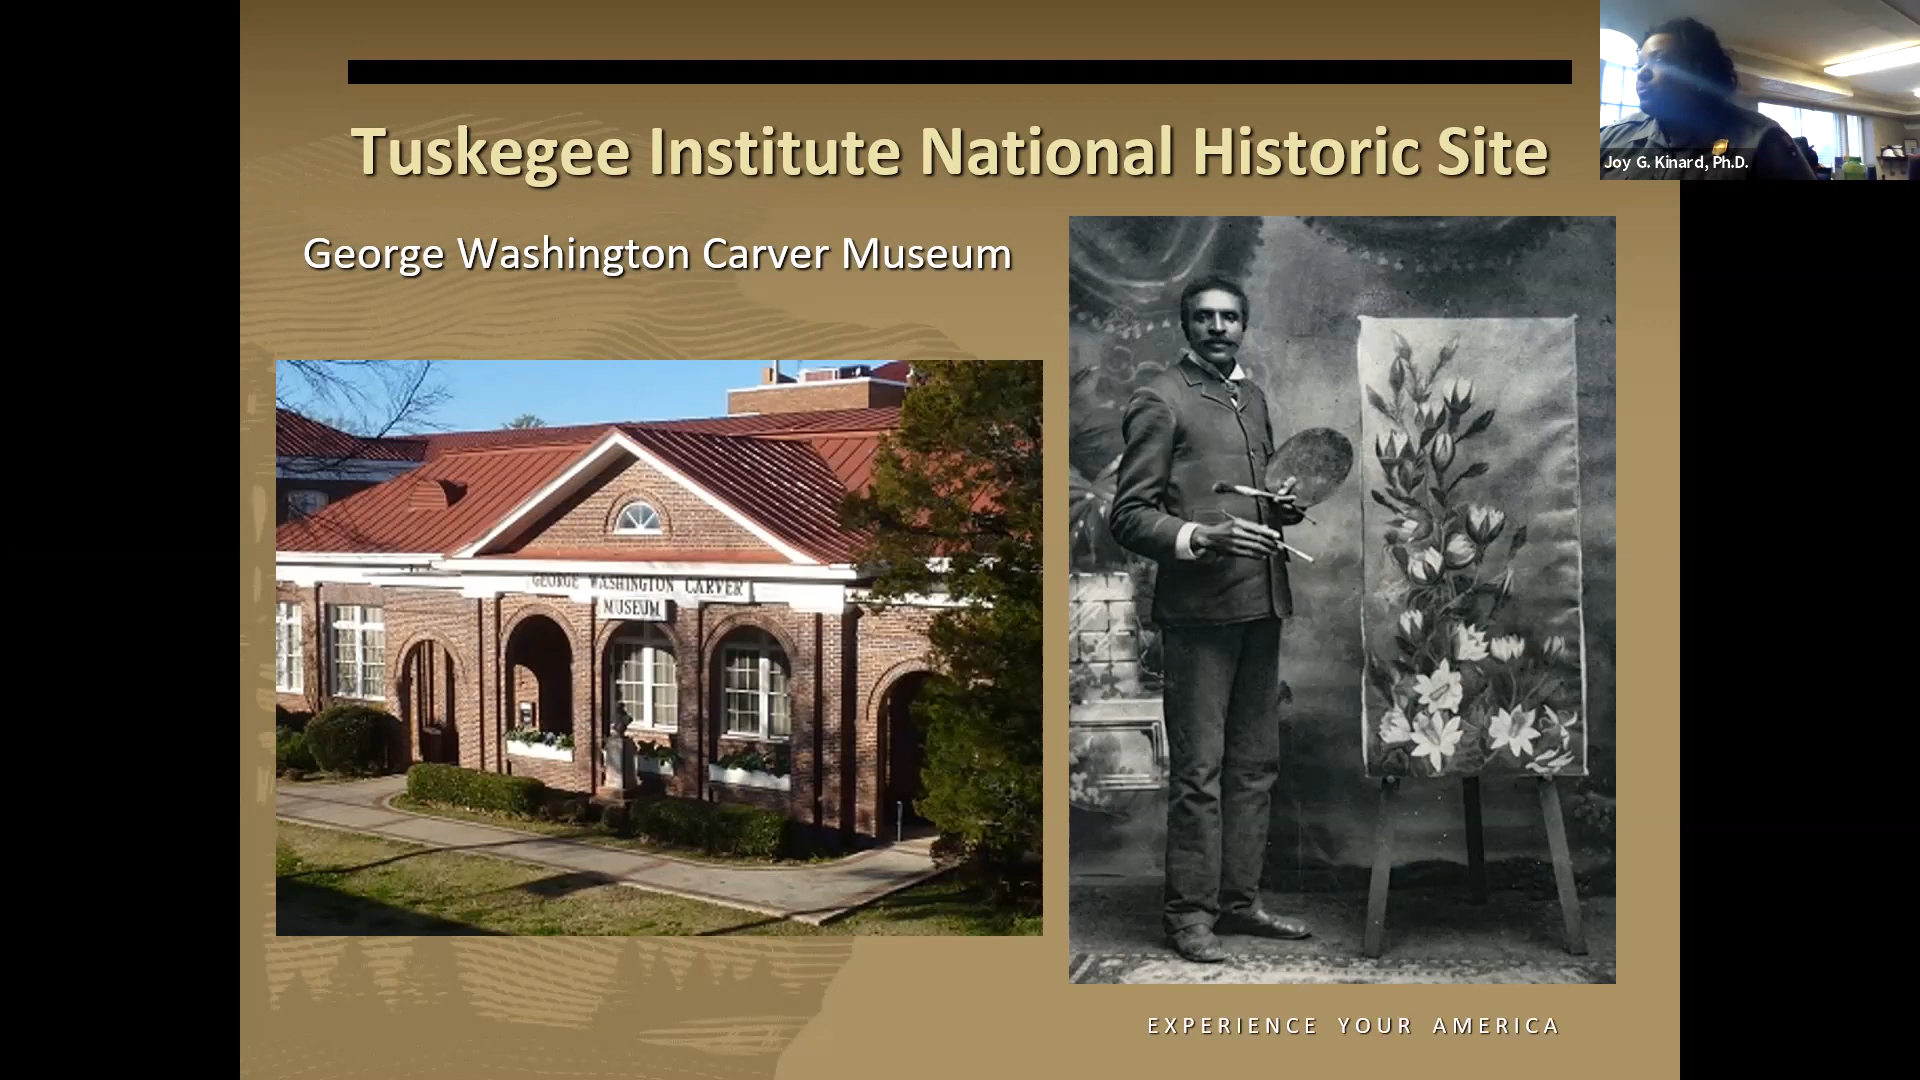 Tuskegee Institute National Historic Site
Joy G. Kinard, Ph.D.
George Washington Carver Museum
GEORGE WASHINGTON CARVER
MUSEUM
EXPERIENCE YOUR AMERICA